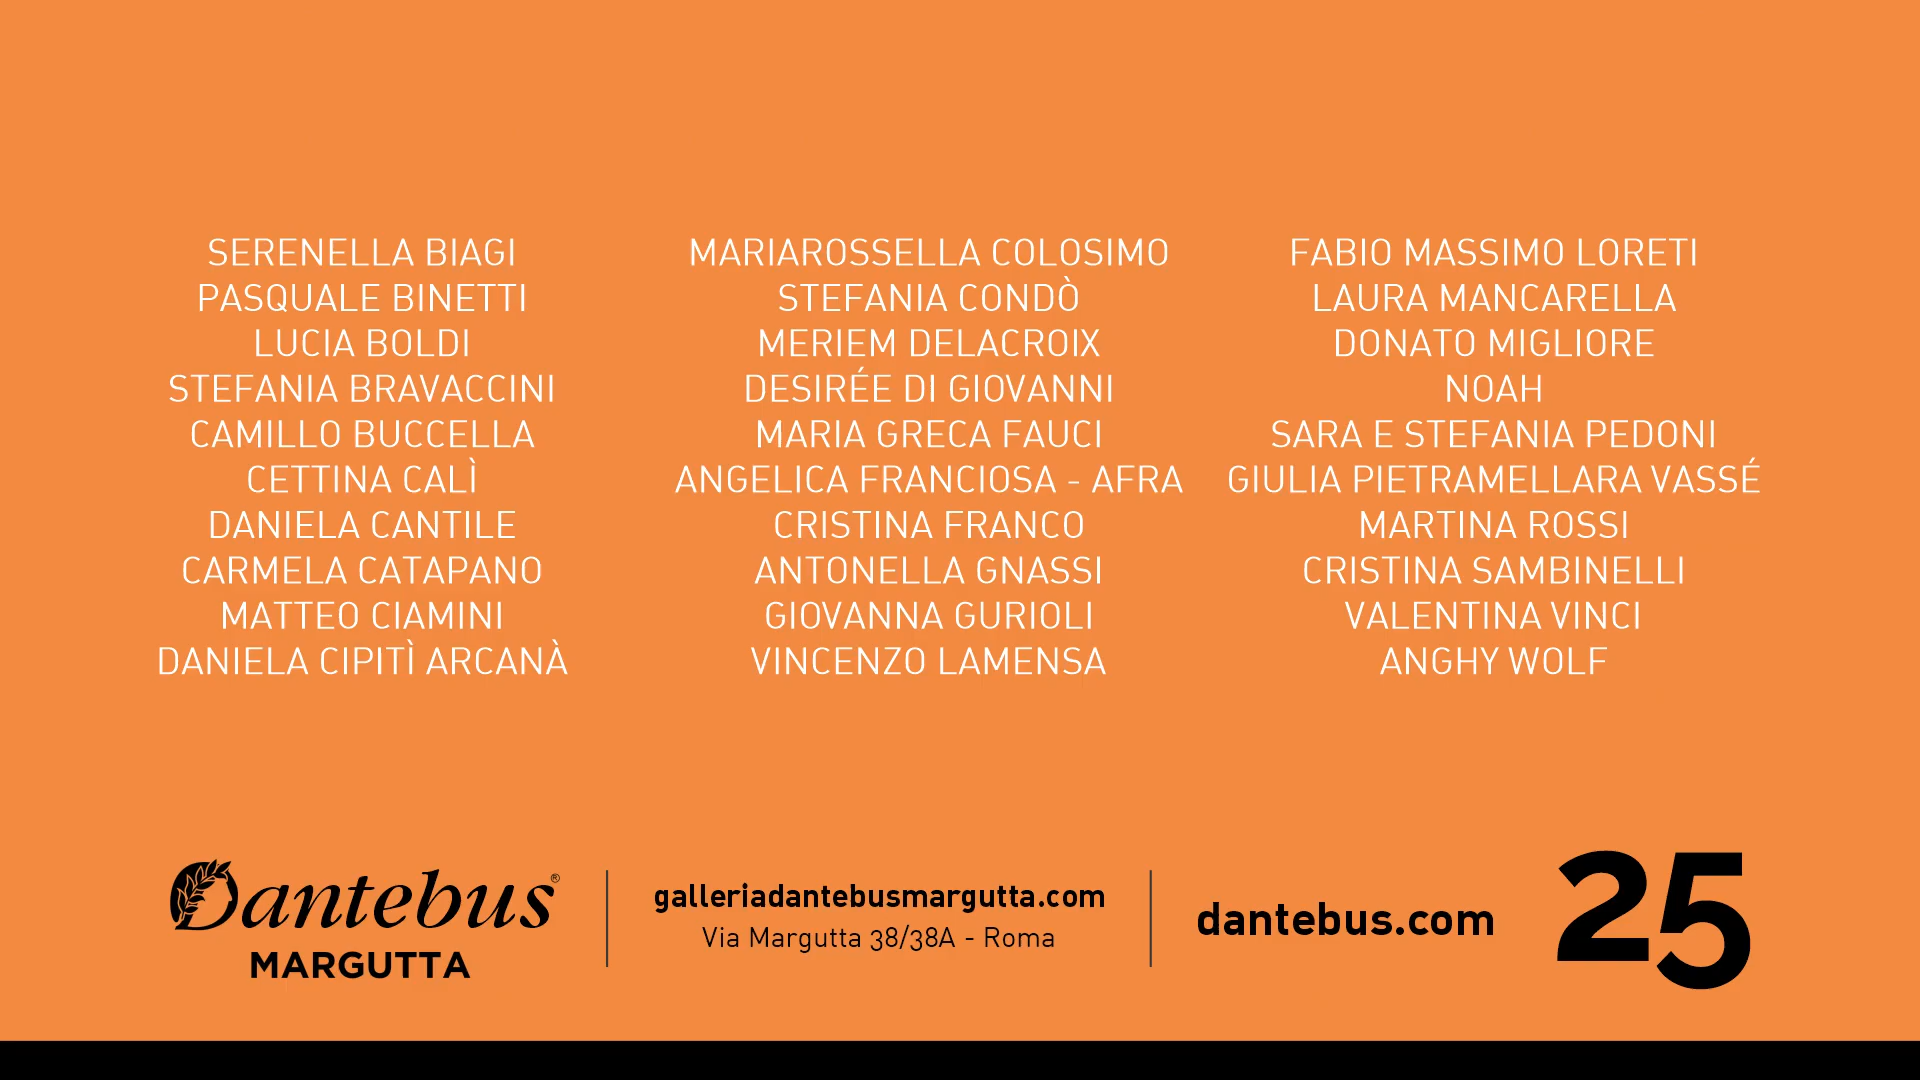 SERENELLA BIAGI
PASQUALE BINETTI
LUCIA BOLDI
STEFANIA BRAVACCINI
CAMILLO BUCCELLA
CETTINA CALÌ
DANIELA CANTILE
CARMELA CATAPANO
MATTEO CIAMINI
DANIELA CIPITÌ ARCANÀ
MARIAROSSELLA COLOSIMO
STEFANIA CONDÒ
MERIEM DELACROIX
DESIRÉE DI GIOVANNI
MARIA GRECA FAUCI
ANGELICA FRANCIOSA - AFRA
CRISTINA FRANCO
ANTONELLA GNASSI
GIOVANNA GURIOLI
VINCENZO LAMENSA
FABIO MASSIMO LORETI
LAURA MANCARELLA
DONATO MIGLIORE
NOAH
SARA E STEFANIA PEDONI
GIULIA PIETRAMELLARA VASSÉ
MARTINA ROSSI
CRISTINA SAMBINELLI
VALENTINA VINCI
ANGHY WOLF
Dantebus®
MARGUTTA
galleriadantebusmargutta.com
Via Margutta 38/38A - Roma
dantebus.com
25